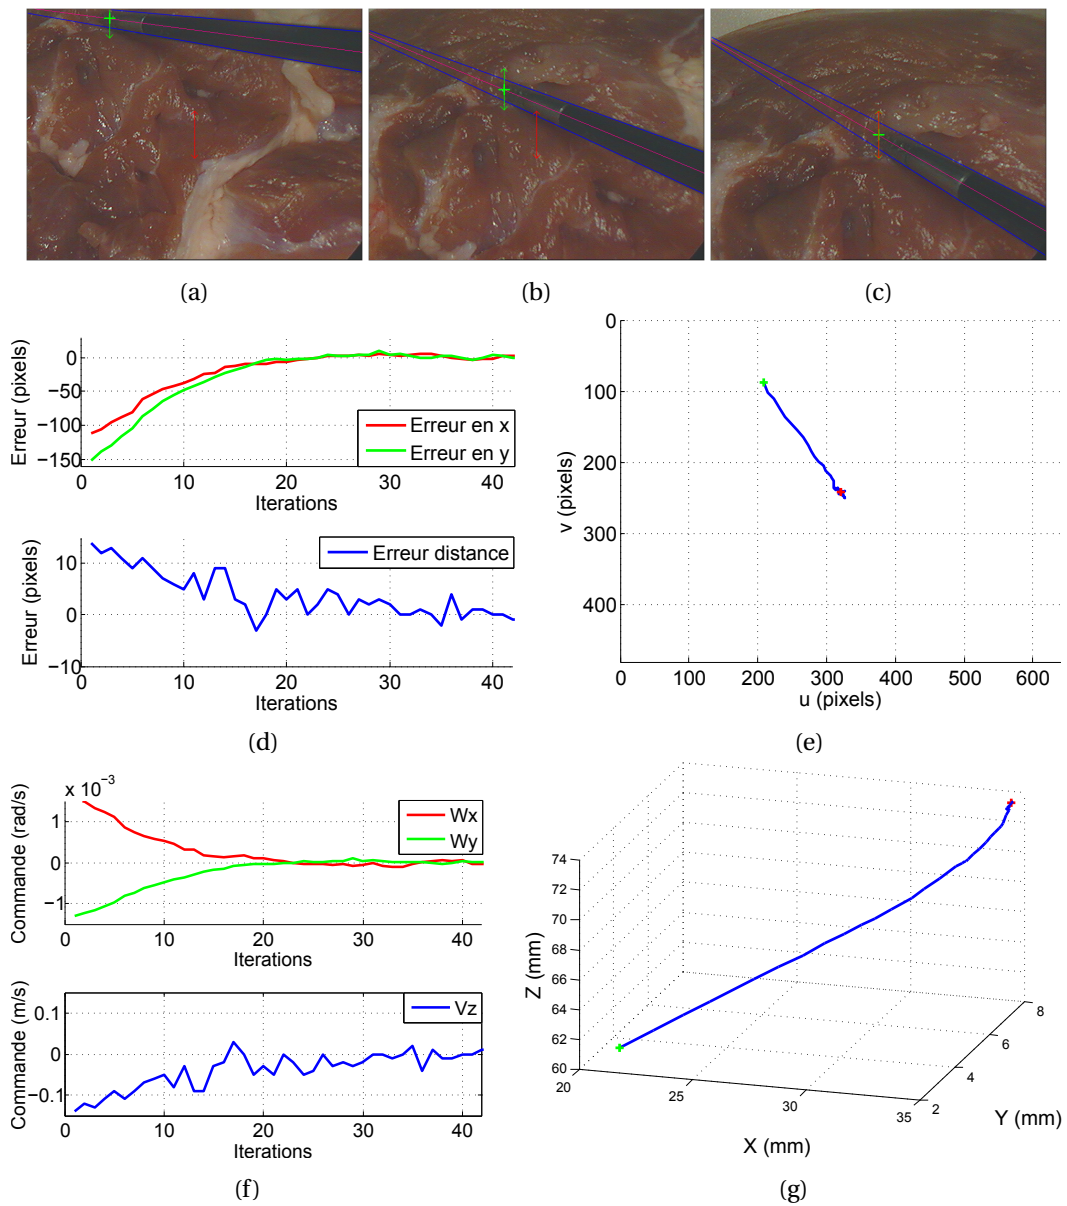 (a)
(b)
(c)
0
−50
−100
−150
0
10
20
30
40
Erreur (pixels)
Iterations
Erreur en x
Erreur en y
10
0
−10
0
10
20
30
40
Erreur (pixels)
Iterations
Erreur distance
(d)
0
100
200
300
400
0
100
200
300
400
500
600
v (pixels)
u (pixels)
(e)
x 10−3
1
0
−1
0
10
20
30
40
Commande (rad/s)
Iterations
Wx
Wy
0.1
0
−0.1
0
10
20
30
40
Commande (m/s)
Iterations
Vz
(f)
74
72
70
68
66
64
62
60
20
25
30
35
2
4
6
8
Z (mm)
X (mm)
Y (mm)
(g)